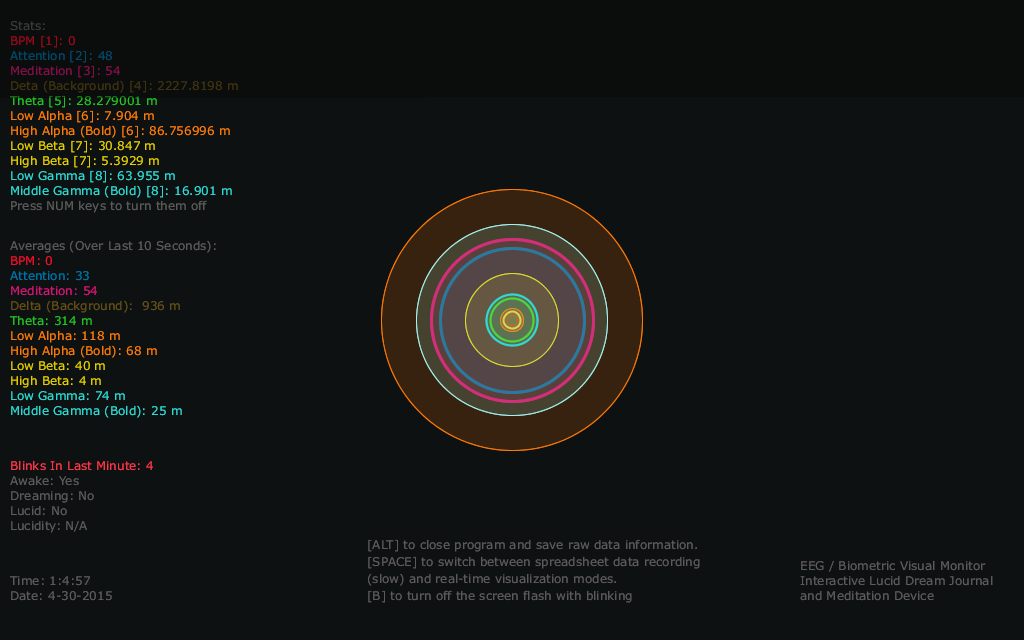 Stats:
BPM [1]: 0
Attention [2]: 48
Meditation [3]: 54
Deta (Background) [4]: 2227.8198 m
Theta [5]: 28.279001 m
Low Alpha [6]: 7.904 m
High Alpha (Bold) [6]: 86.756996 m
Low Beta [7]: 30.847 m
High Beta [7]: 5.3929 m
Low Gamma [8]: 63.955 m
Middle Gamma (Bold) [8]: 16.901 m
Press NUM keys to turn them off
Averages (Over Last 10 Seconds):
BPM: 0
Attention: 33
Meditation: 54
Delta (Background):  936 m
Theta: 314 m
Low Alpha: 118 m
High Alpha (Bold): 68 m
Low Beta: 40 m
High Beta: 4 m
Low Gamma: 74 m
Middle Gamma (Bold): 25 m
Blinks In Last Minute: 4
Awake: Yes
Dreaming: No
Lucid: No
Lucidity: N/A
Time: 1:4:57
Date: 4-30-2015
[ALT] to close program and save raw data information.
[SPACE] to switch between spreadsheet data recording
(slow) and real-time visualization modes.
[B] to turn off the screen flash with blinking
EEG / Biometric Visual Monitor
Interactive Lucid Dream Journal
and Meditation Device